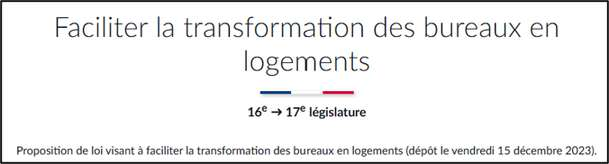 Faciliter la transformation des bureaux en
logements
16e → 17e législature
Proposition de loi visant à faciliter la transformation des bureaux en logements (dépôt le vendredi 15 décembre 2023).